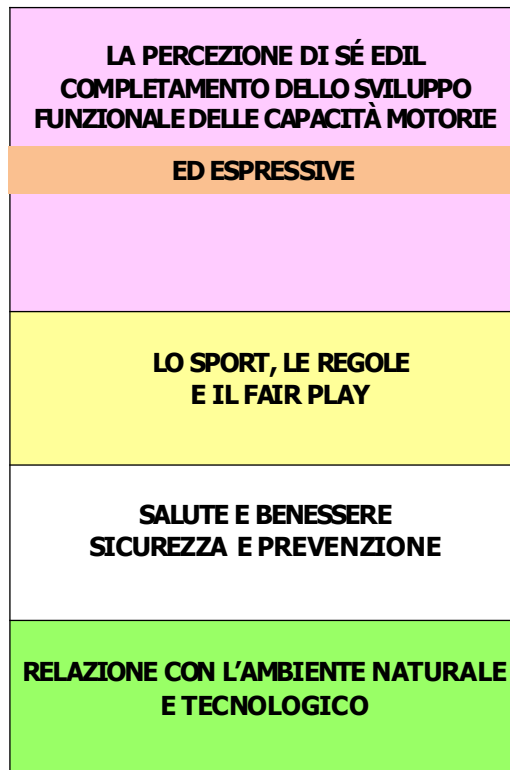 LA PERCEZIONE DI SÉ EDIL
COMPLETAMENTO DELLO SVILUPPO
FUNZIONALE DELLE CAPACITÀ MOTORIE
ED ESPRESSIVE
LO SPORT, LE REGOLE
E IL FAIR PLAY
SALUTE E BENESSERE
SICUREZZA E PREVENZIONE
RELAZIONE CON L’AMBIENTE NATURALE
E TECNOLOGICO